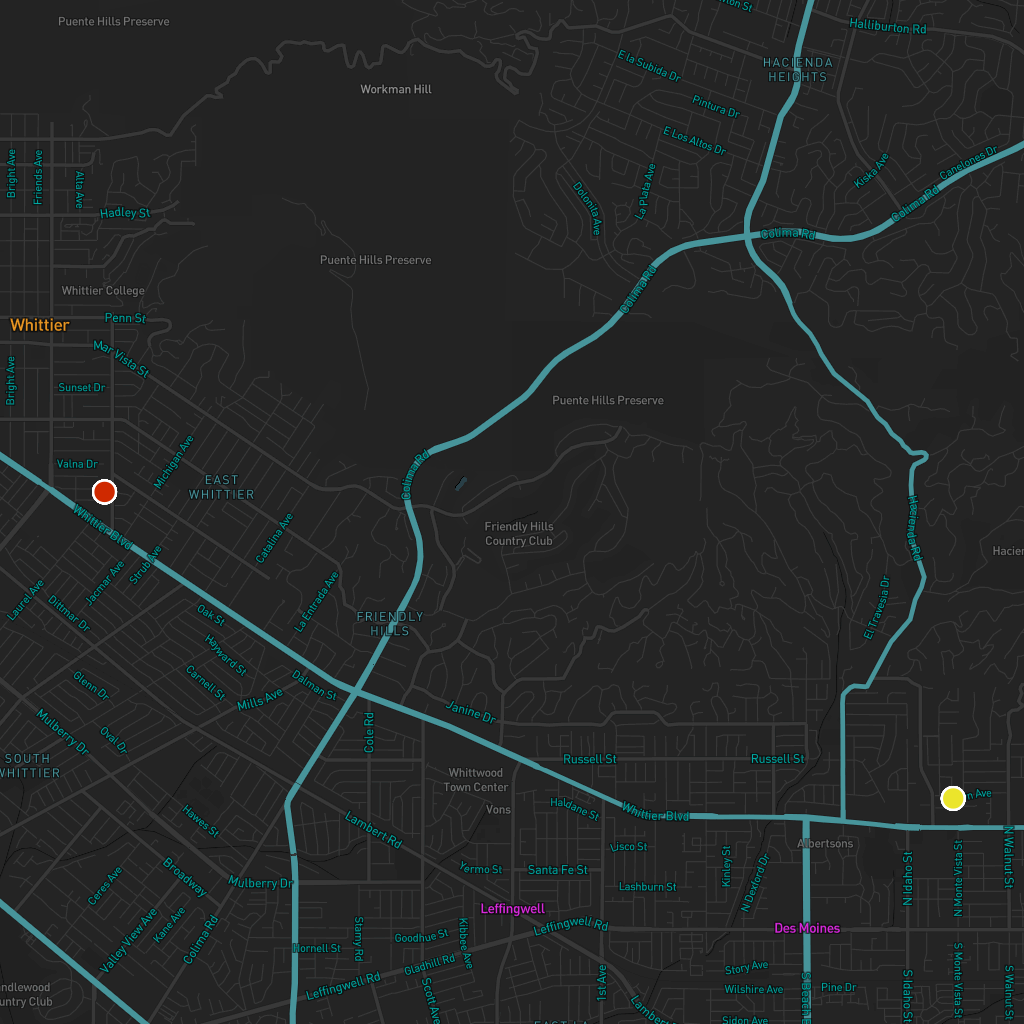 Puente Hills Preserve
Halliburton Rd
E la Subida Dr
HACIENDA
HEIGHTS
Workman Hill
Pintura Dr
E Los Altos Dr
Bright Ave
Friends Ave
Alta Ave
Kiska Ave
Canelones Dr
La Plata Ave
Dolonita Ave
Hadley St
Colima Rd
Colima Rd
Puente Hills Preserve
Whittier College
Colima Rd
Penn St
Whittier
Mar Vista St
Bright Ave
Sunset Dr
Puente Hills Preserve
Michigan Ave
Valna Dr
Colima Rd
EAST
WHITTIER
Whittier Blvd
Friendly Hills
Country Club
Hacienda Rd
Catalina Ave
Strub Ave
Jacmar Ave
Laurel Ave
Dittmar Dr
La Entrada Ave
El Travesia Dr
Oak St
FRIENDLY
HILLS
Hayward St
Carnell St
Dalman St
Glenn Dr
Mills Ave
Janine Dr
Cole Rd
Mulberry Dr
Oval Dr
SOUTH
Russell St
Russell St
Whittwood
Town Center
Vons
Haldane St
Whittier Blvd
Hawes St
Lambert Rd
Albertsons
Lisco St
Kinley St
N Dexford Dr
N Idaho St
N Monte Vista St
N Walnut St
Yermo St
Santa Fe St
Lashburn St
Broadway
Mulberry Dr
Ceres Ave
Leffingwell
Kane Ave
Valley View Ave
Colima Rd
Stamy Rd
Goodhue St
Kibbee Ave
Leffingwell Rd
Des Moines
Gladhill Rd
Leffingwell Rd
Scott Ave
1st Ave
Story Ave
Wilshire Ave
Pine Dr
S Idaho St
S Monte Vista St
S Walnut St
Sidon Ave